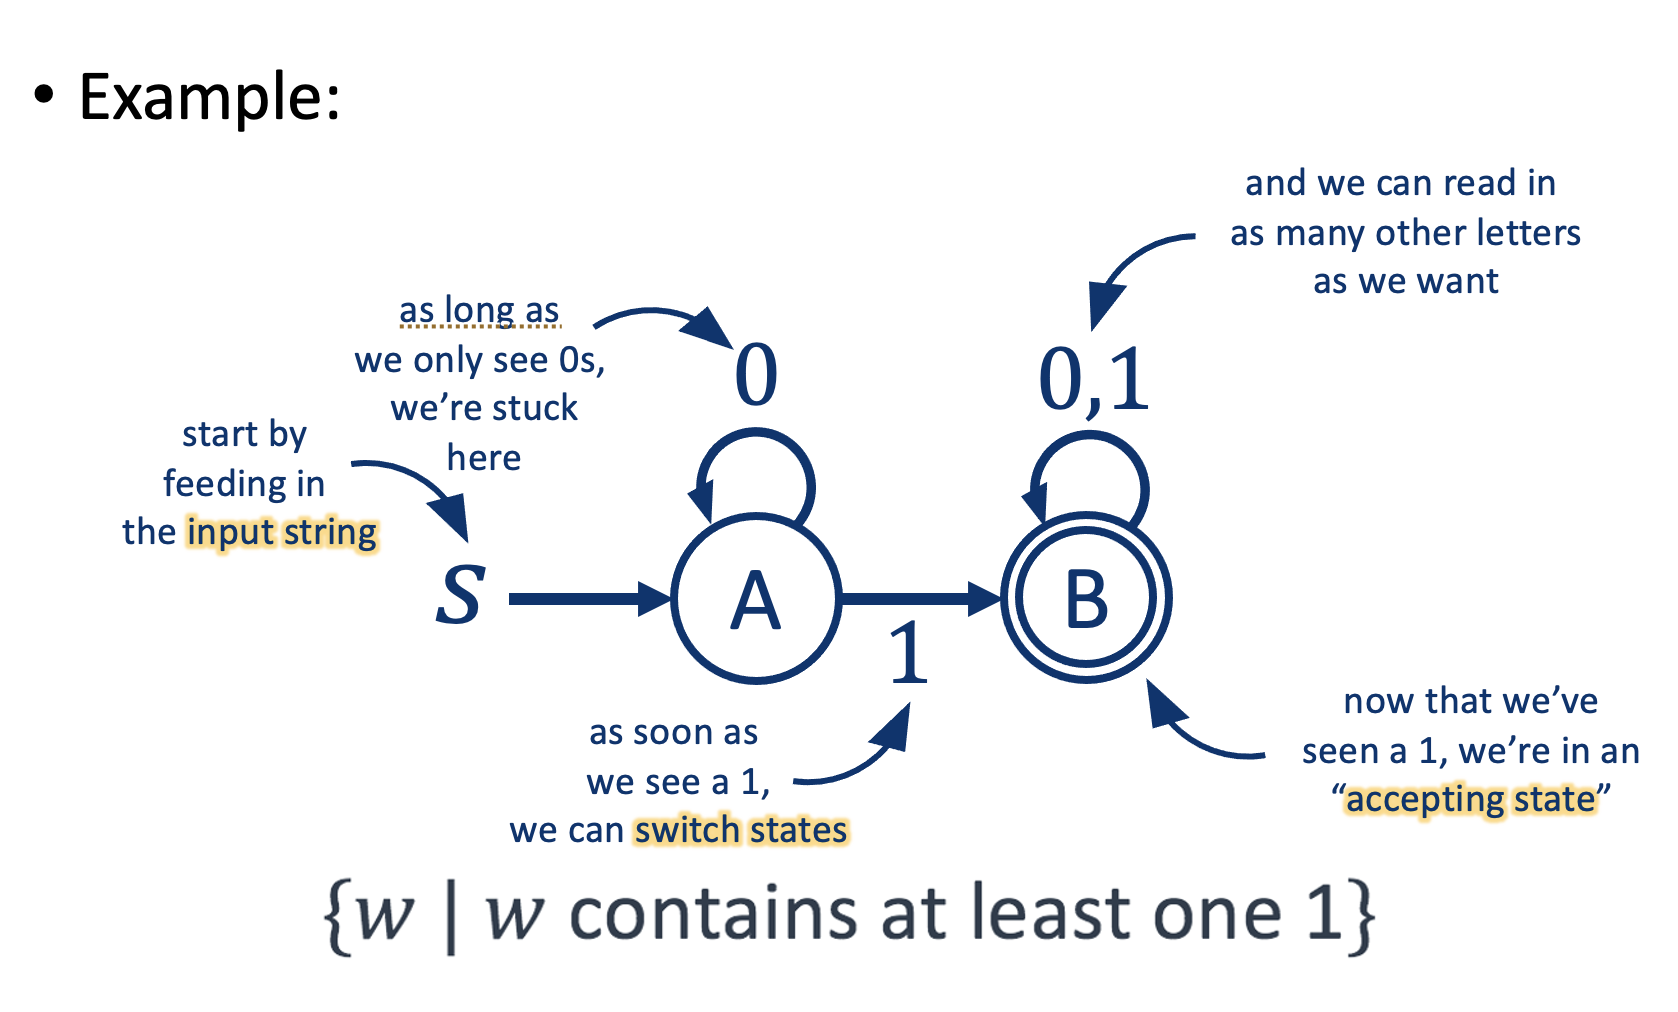 • Example:
and we can read in
as many other letters
as we want
as long as
we only see 0s,
we're stuck
here
0
0,1
start by
feeding in
the input string
S
A
B
1
as soon as
we see a 1,
we can switch states
now that we've
seen a 1, we're in an
“accepting state”
{w | w contains at least one 1}